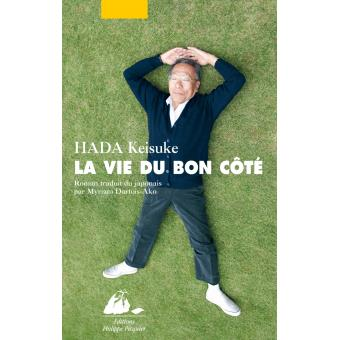 HADA Keisuke
LA VIE DU BON CÔTÉ
Roman traduit du japonais
par Myriam Dartois-Ako
Éditions
Philippe Picquier